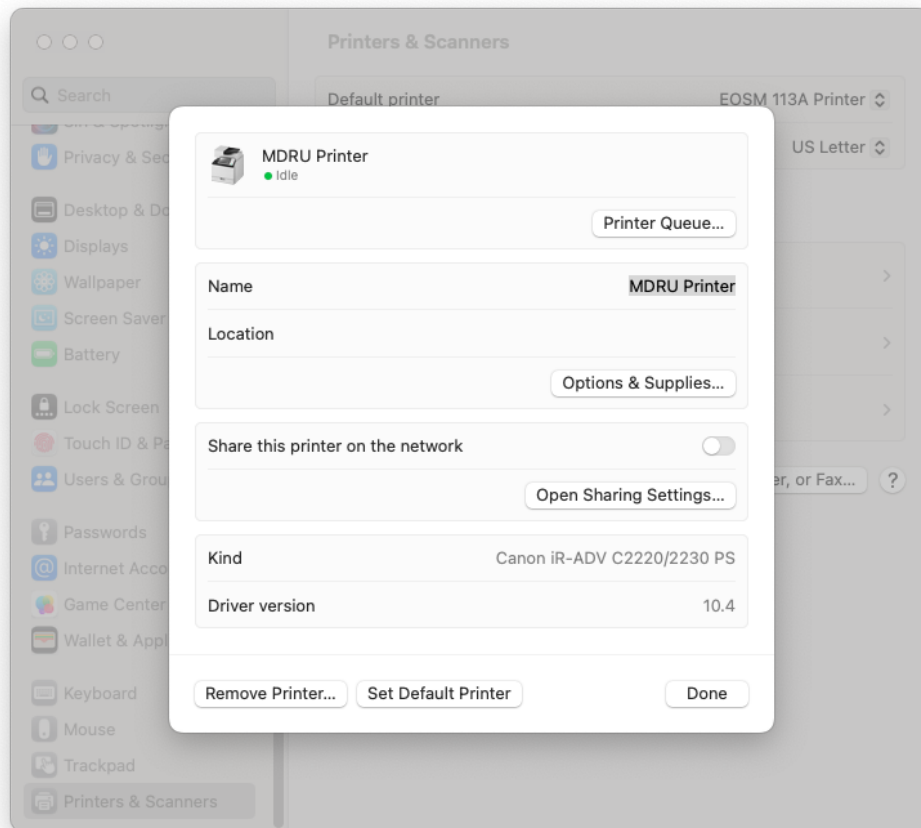 Printers & Scanners
Search
Default printer EOSM 113A Printer
US Letter
Privacy & Sec
Desktop & Do
Displays
Wallpaper
Screen Saver
Battery
Lock Screen
Touch ID & Pa
Users & Grou
Passwords
Internet Acco
Game Center
Wallet & Appl
Keyboard
Mouse
Trackpad
Printers & Scanners
er, or Fax... ?
MDRU Printer
Idle
Printer Queue...
Name MDRU Printer
Location
Options & Supplies...
Share this printer on the network
Open Sharing Settings...
Kind Canon iR-ADV C2220/2230 PS
Driver version 10.4
Remove Printer... Set Default Printer Done